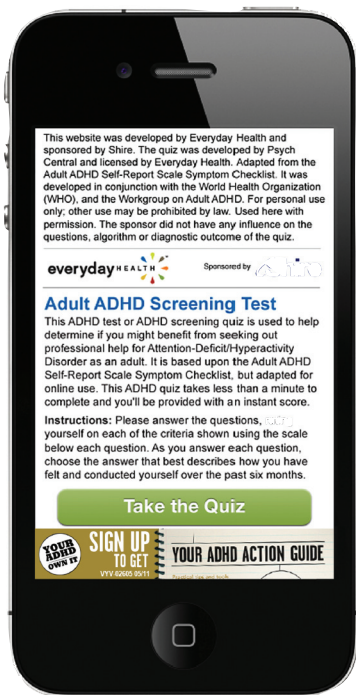 This website was developed by Everyday Health and
sponsored by Shire. The quiz was developed by Psych
Central and licensed by Everyday Health. Adapted from the
Adult ADHD Self-Report Scale Symptom Checklist. It was
developed in conjunction with the World Health Organization
(WHO), and the Workgroup on Adult ADHD. For personal use
only; other use may be prohibited by law. Used here with
permission. The sponsor did not have any influence on the
questions, algorithm or diagnostic outcome of the quiz.
everyday HEALTH Sponsored by
Adult ADHD Screening Test
This ADHD test or ADHD screening quiz is used to help
determine if you might benefit from seeking out
professional help for Attention-Deficit/Hyperactivity
Disorder as an adult. It is based upon the Adult ADHD
Self-Report Scale Symptom Checklist, but adapted for
online use. This ADHD quiz takes less than a minute to
complete and you'll be provided with an instant score.
Instructions: Please answer the questions,
yourself on each of the criteria shown using the scale
below each question. As you answer each question,
choose the answer that best describes how you have
felt and conducted yourself over the past six months.
Take the Quiz
YOUR
ADHD
OWN IT
SIGN UP
TO GET
VYV-02605 05/11
YOUR ADHD ACTION GUIDE